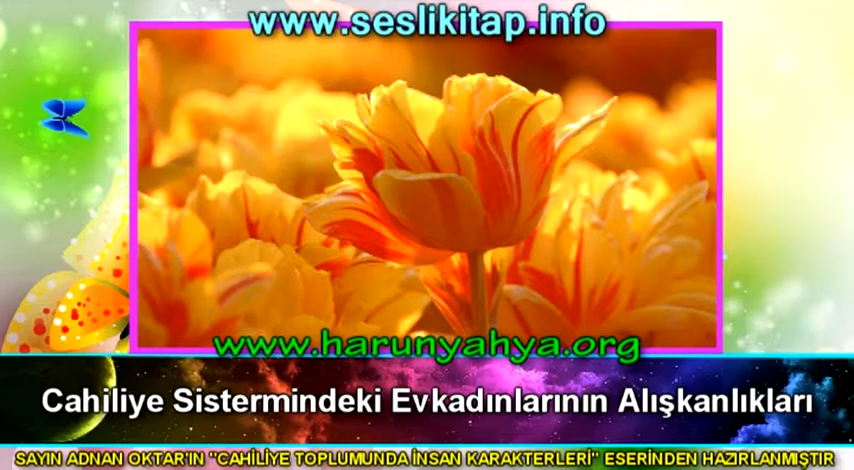 www.seslikitap.info
www.harunyahya.org
Cahiliye Sistermindeki Evkadınlarının Alışkanlıkları
SAYIN ADNAN OKTAR'IN "CAHİLİYE TOPLUMUNDA İNSAN KARAKTERLERİ" ESERİNDEN HAZIRLANMIŞTIR